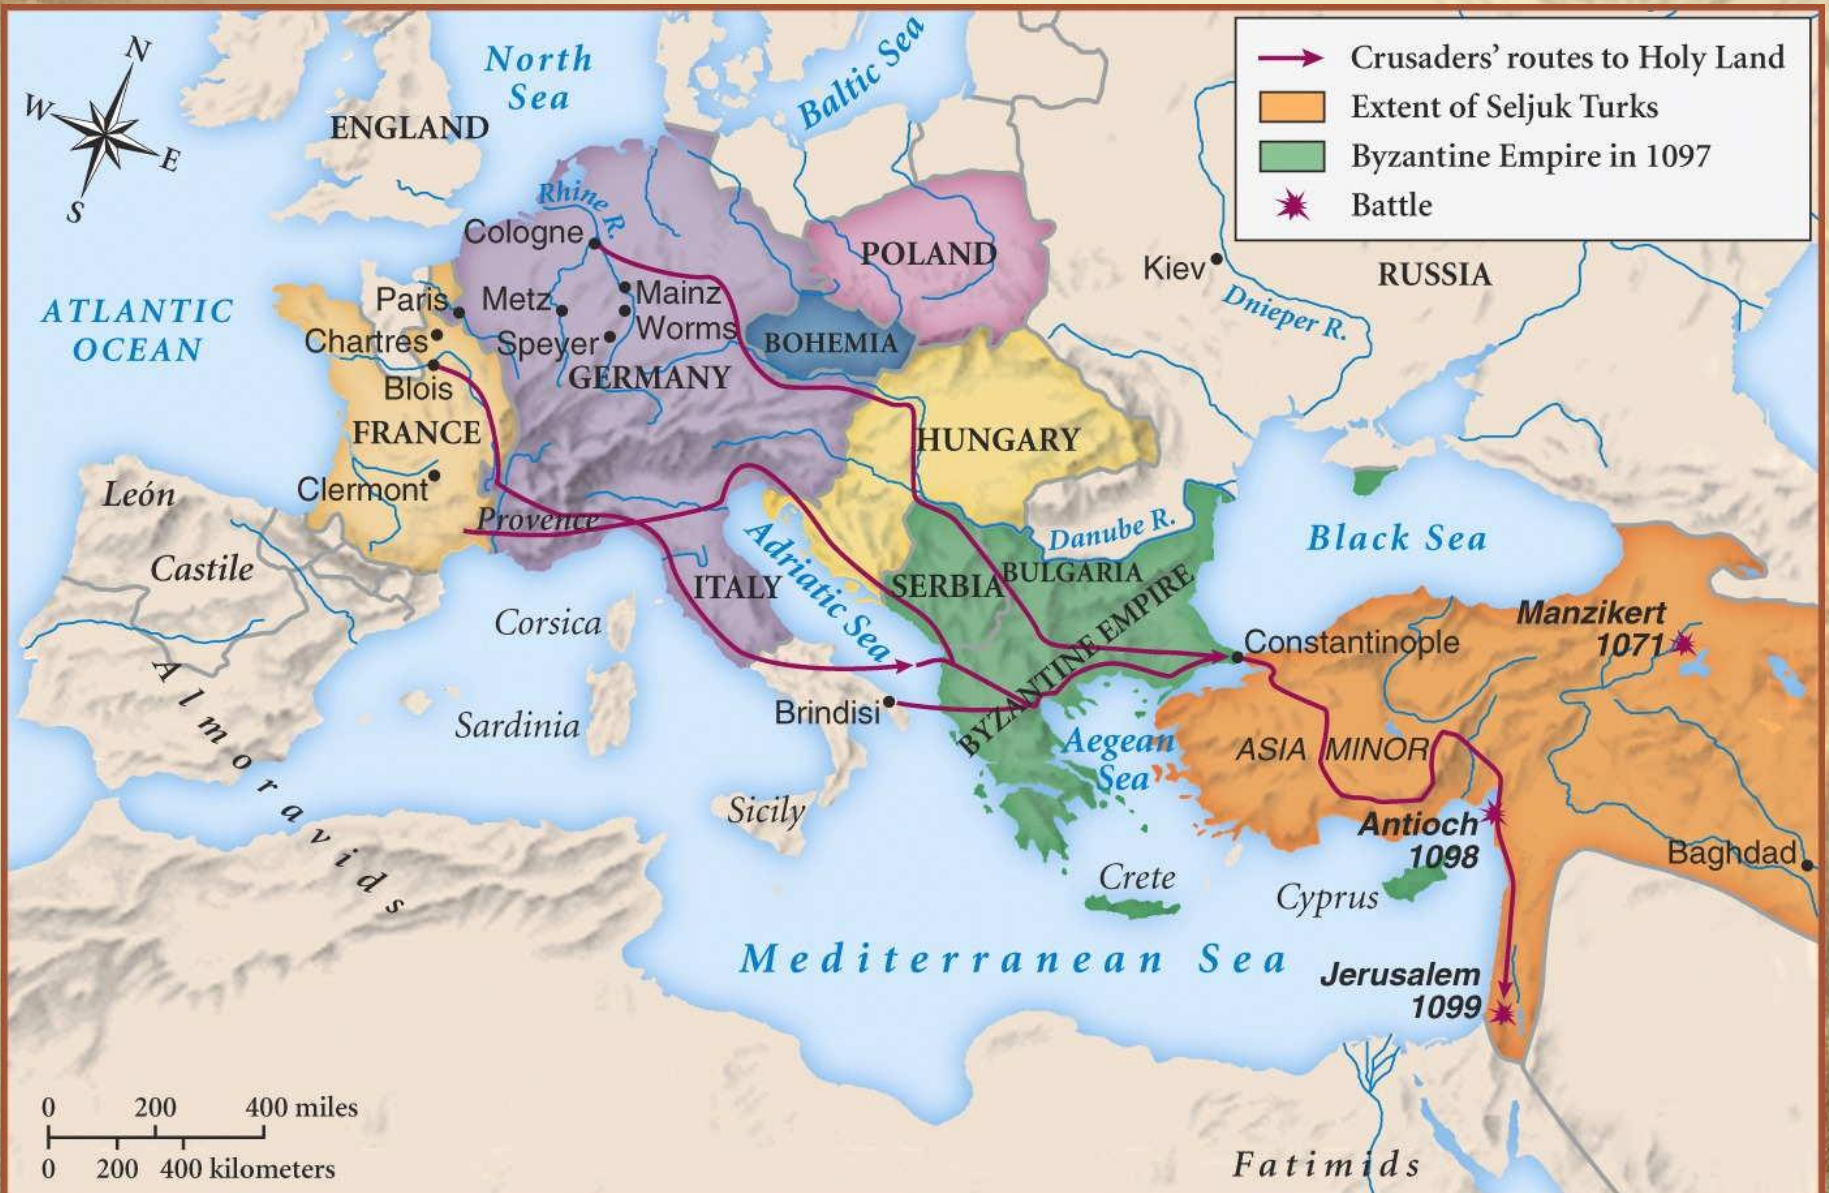 N
W
E
S
North
Sea
Baltic Sea
ENGLAND
Crusaders’ routes to Holy Land
Extent of Seljuk Turks
Byzantine Empire in 1097
Battle
Rhine R.
Cologne
POLAND
Kiev
RUSSIA
Dnieper R.
ATLANTIC
OCEAN
Paris
Metz
Mainz
Chartres
Speyer
Worms
BOHEMIA
GERMANY
Blois
FRANCE
HUNGARY
Clermont
León
Provence
Danube R.
Black Sea
Castile
Adriatic Sea
ITALY
SERBIA
BULGARIA
BYZANTINE EMPIRE
Corsica
Manzikert
1071
Constantinople
Almoravids
Sardinia
Brindisi
Aegean
Sea
ASIA MINOR
Sicily
Antioch
1098
Baghdad
Crete
Cyprus
Mediterranean Sea
Jerusalem
1099
0 200 400 miles
0 200 400 kilometers
Fatimids